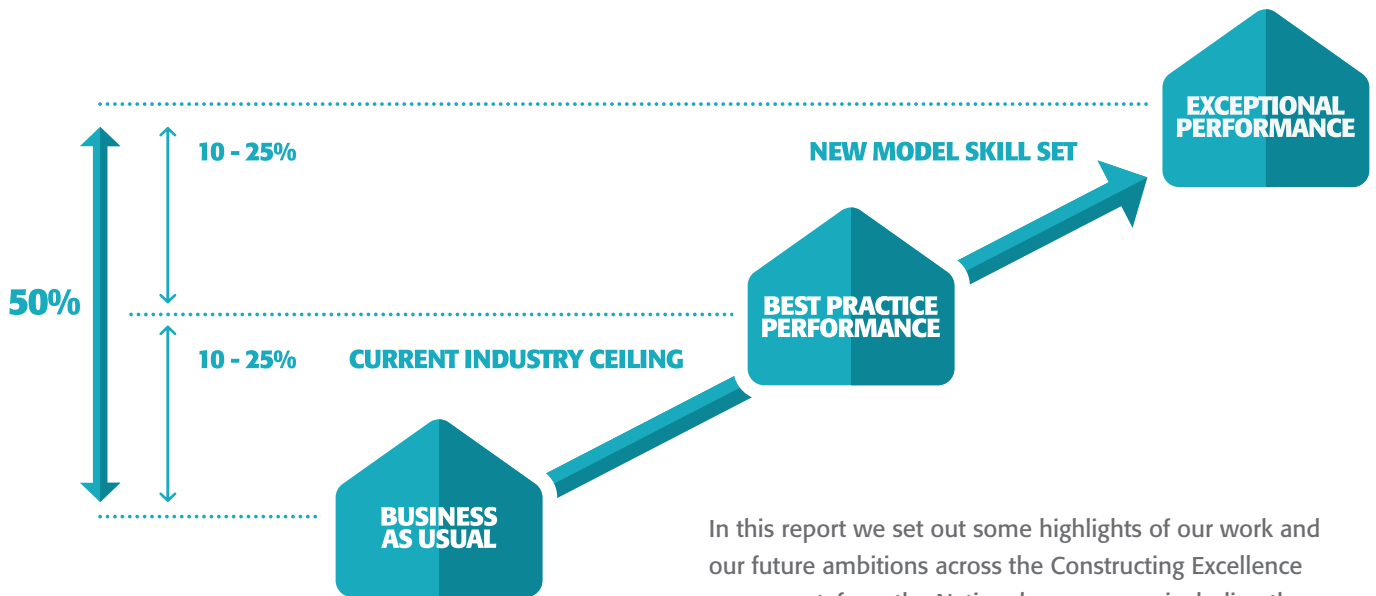 EXCEPTIONAL
PERFORMANCE
10 - 25%
NEW MODEL SKILL SET
50%
BEST PRACTICE
PERFORMANCE
10 - 25%
CURRENT INDUSTRY CEILING
BUSINESS
AS USUAL
In this report we set out some highlights of our work and
our future ambitions across the Constructing Excellence